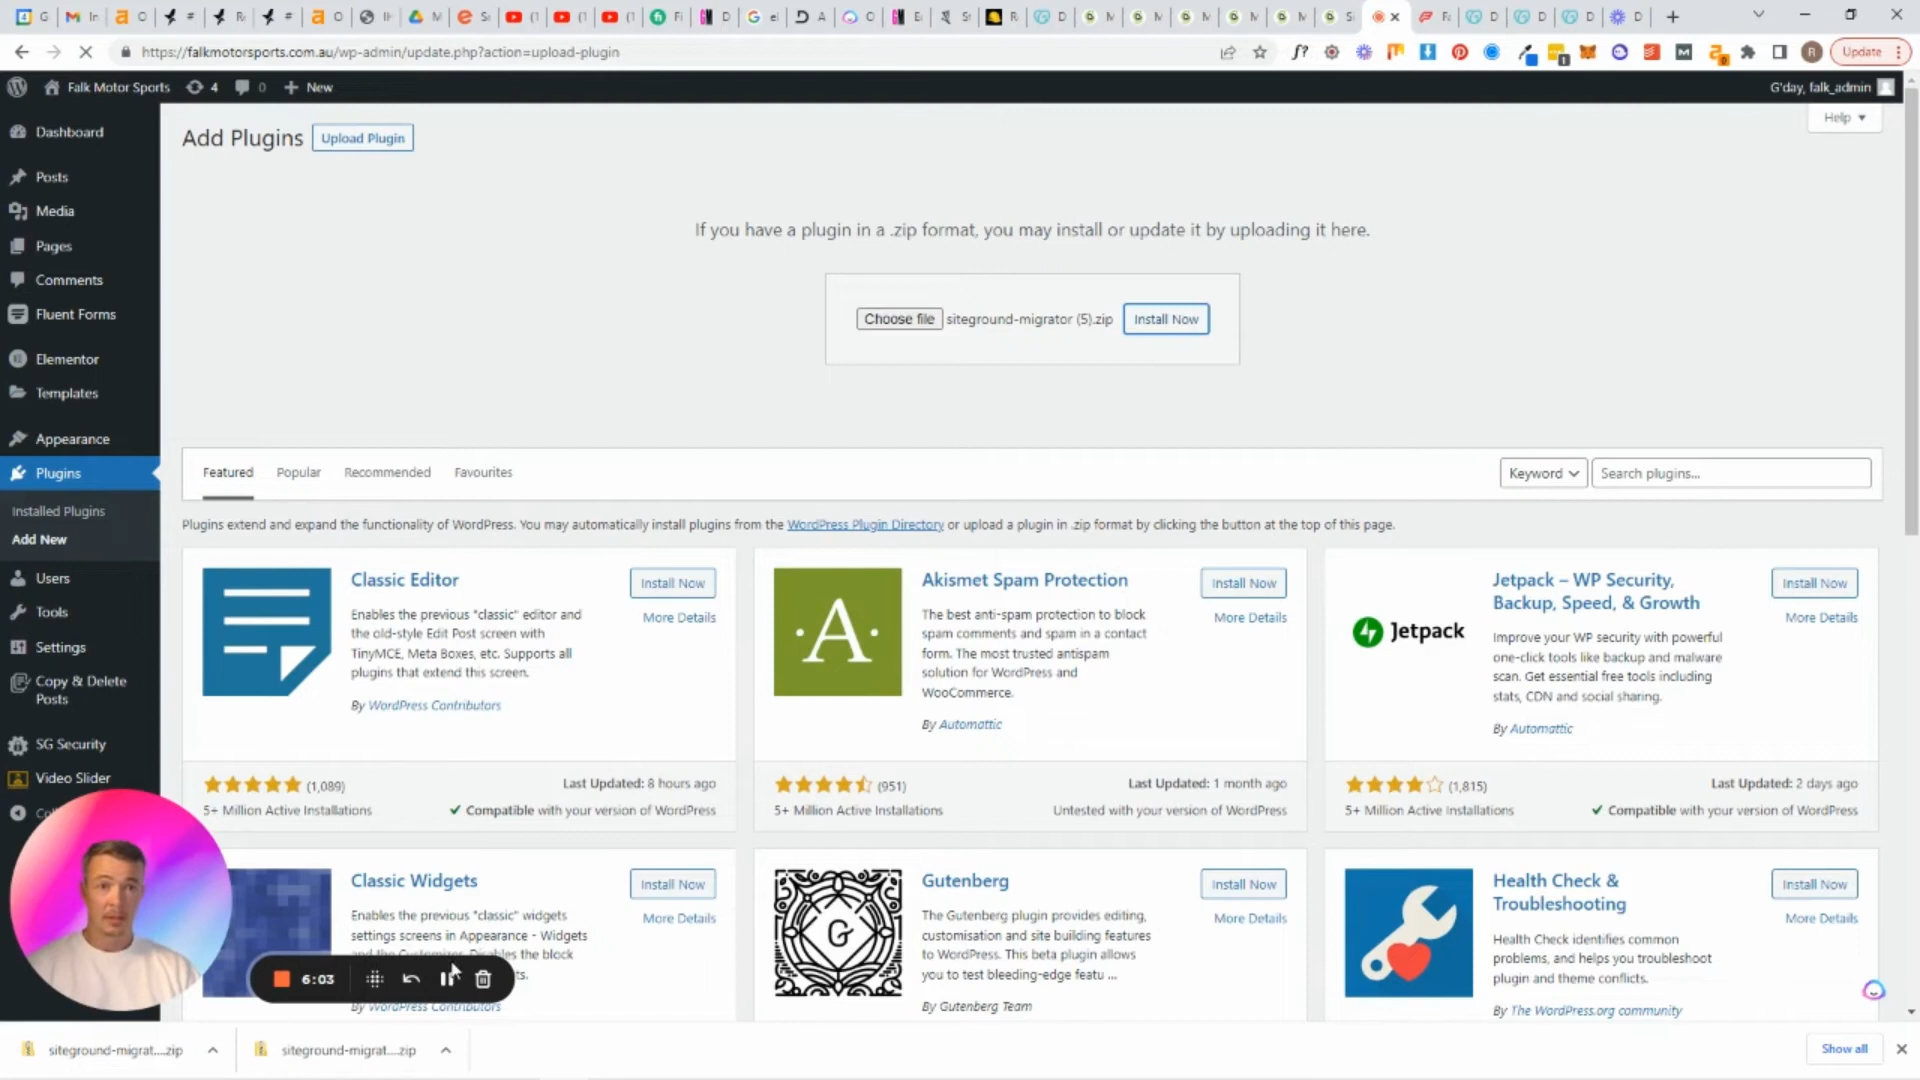 https://falkmotorsports.com.au/wp-admin/update.php?action=upload-plugin
Update
Falk Motor Sports
4
0
New
G'day, falk_admin
Dashboard
Posts
Media
Pages
Comments
Fluent Forms
Elementor
Templates
Appearance
Plugins
Installed Plugins
Add New
Users
Tools
Settings
Copy & Delete
Posts
SG Security
Video Slider
Add Plugins
Upload Plugin
Help
If you have a plugin in a .zip format, you may install or update it by uploading it here.
Choose file siteground-migrator (5).zip
Install Now
Featured
Popular
Recommended
Favourites
Keyword
Search plugins...
Plugins extend and expand the functionality of WordPress. You may automatically install plugins from the WordPress Plugin Directory or upload a plugin in .zip format by clicking the button at the top of this page.
Classic Editor
Install Now
More Details
Enables the previous "classic" editor and
the old-style Edit Post screen with
TinyMCE, Meta Boxes, etc. Supports all
plugins that extend this screen.
By WordPress Contributors
(1,089)
5+ Million Active Installations
Last Updated: 8 hours ago
Compatible with your version of WordPress
Akismet Spam Protection
Install Now
More Details
The best anti-spam protection to block
spam comments and spam in a contact
form. The most trusted antispam
solution for WordPress and
WooCommerce.
By Automattic
(951)
5+ Million Active Installations
Last Updated: 1 month ago
Untested with your version of WordPress
Jetpack
Jetpack – WP Security,
Backup, Speed, & Growth
Install Now
More Details
Improve your WP security with powerful
one-click tools like backup and malware
scan. Get essential free tools including
stats, CDN and social sharing.
By Automattic
(1,815)
5+ Million Active Installations
Last Updated: 2 days ago
Compatible with your version of WordPress
Classic Widgets
Install Now
More Details
Enables the previous "classic" widgets
settings screens in Appearance - Widgets
and the Customizer. Disables the block
By WordPress Contributors
Gutenberg
Install Now
More Details
The Gutenberg plugin provides editing,
customisation and site building features
to WordPress. This beta plugin allows
you to test bleeding-edge featu ...
By Gutenberg Team
Health Check &
Troubleshooting
Install Now
More Details
Health Check identifies common
problems, and helps you troubleshoot
plugin and theme conflicts.
By The WordPress.org community
6:03
siteground-migrat....zip
siteground-migrat....zip
Show all